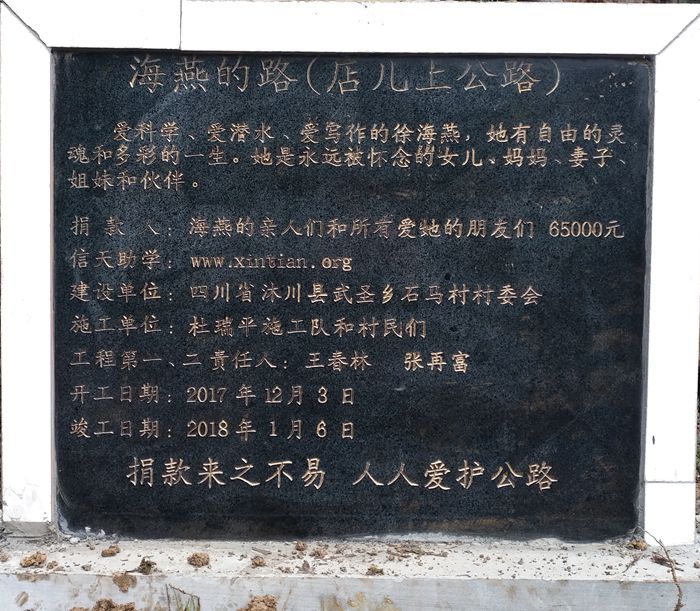 海燕的路(店儿上公路)
爱科学、爱潜水、爱写作的徐海燕，她有自由的灵
魂和多彩的一生。她是永远被怀念的女儿、妈妈、妻子、
姐妹和伙伴。
捐款人：海燕的亲人们和所有爱她的朋友们 65000元
信天助学：www.xintian.org
建设单位：四川省沐川县武圣乡石马村村委会
施工单位：杜瑞平施工队和村民们
工程第一、二责任人：王春林 张再富
开工日期：2017年12月3日
竣工日期：2018年1月6日
捐款来之不易 人人爱护公路